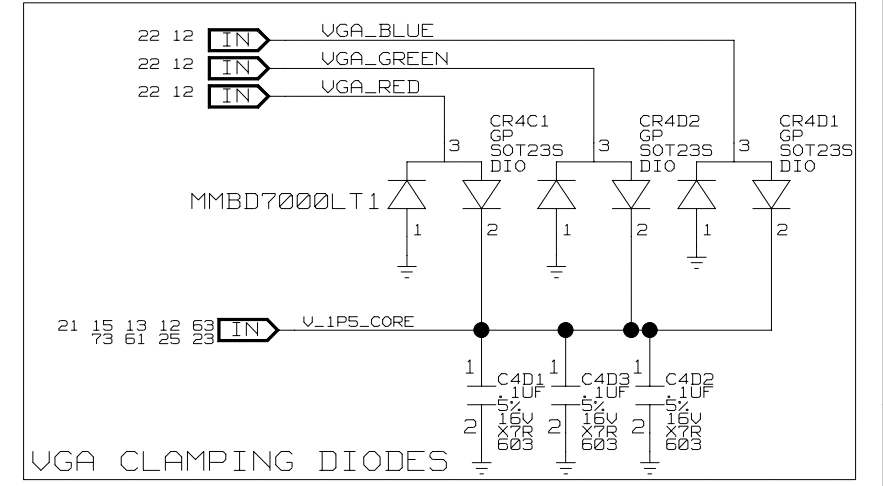 22 12 IN VGA_BLUE
22 12 IN VGA_GREEN
22 12 IN VGA_RED
CR4C1
GP
SOT23S
DIO
CR4D2
GP
SOT23S
DIO
CR4D1
GP
SOT23S
DIO
3
3
3
MMBD7000LT1
1
2
1
2
1
2
21 15 13 12 63
73 61 25 23
IN
V_1P5_CORE
1
2
C4D1
.1UF
5%
16V
X7R
603
1
2
C4D3
.1UF
5%
16V
X7R
603
1
2
C4D2
.1UF
5%
16V
X7R
603
VGA CLAMPING DIODES